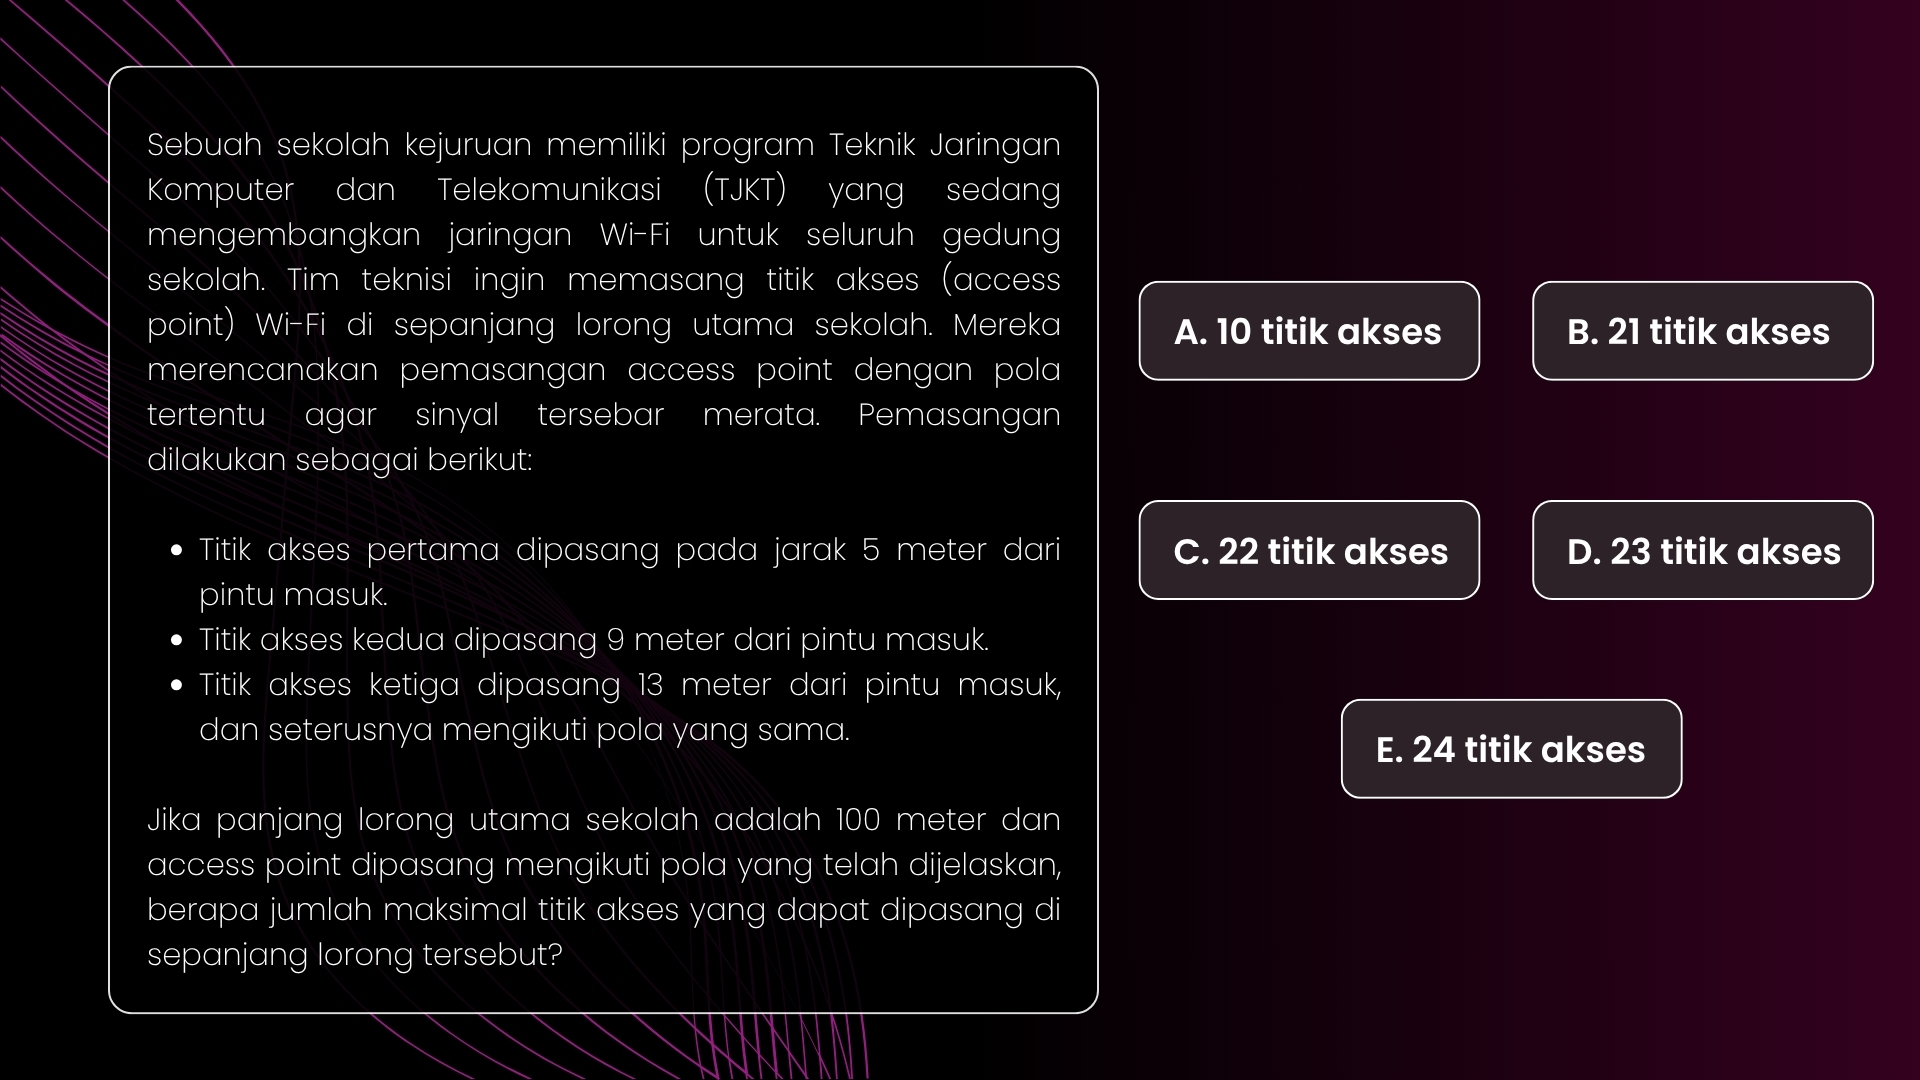 Sebuah sekolah kejuruan memiliki program Teknik Jaringan
Komputer dan Telekomunikasi (TJKT) yang sedang
mengembangkan jaringan Wi-Fi untuk seluruh gedung
sekolah. Tim teknisi ingin memasang titik akses (access
point) Wi-Fi di sepanjang lorong utama sekolah. Mereka
merencanakan pemasangan access point dengan pola
tertentu agar sinyal tersebar merata. Pemasangan
dilakukan sebagai berikut:
• Titik akses pertama dipasang pada jarak 5 meter dari
pintu masuk.
• Titik akses kedua dipasang 9 meter dari pintu masuk.
• Titik akses ketiga dipasang 13 meter dari pintu masuk,
dan seterusnya mengikuti pola yang sama.
Jika panjang lorong utama sekolah adalah 100 meter dan
access point dipasang mengikuti pola yang telah dijelaskan,
berapa jumlah maksimal titik akses yang dapat dipasang di
sepanjang lorong tersebut?
A. 10 titik akses
B. 21 titik akses
C. 22 titik akses
D. 23 titik akses
E. 24 titik akses